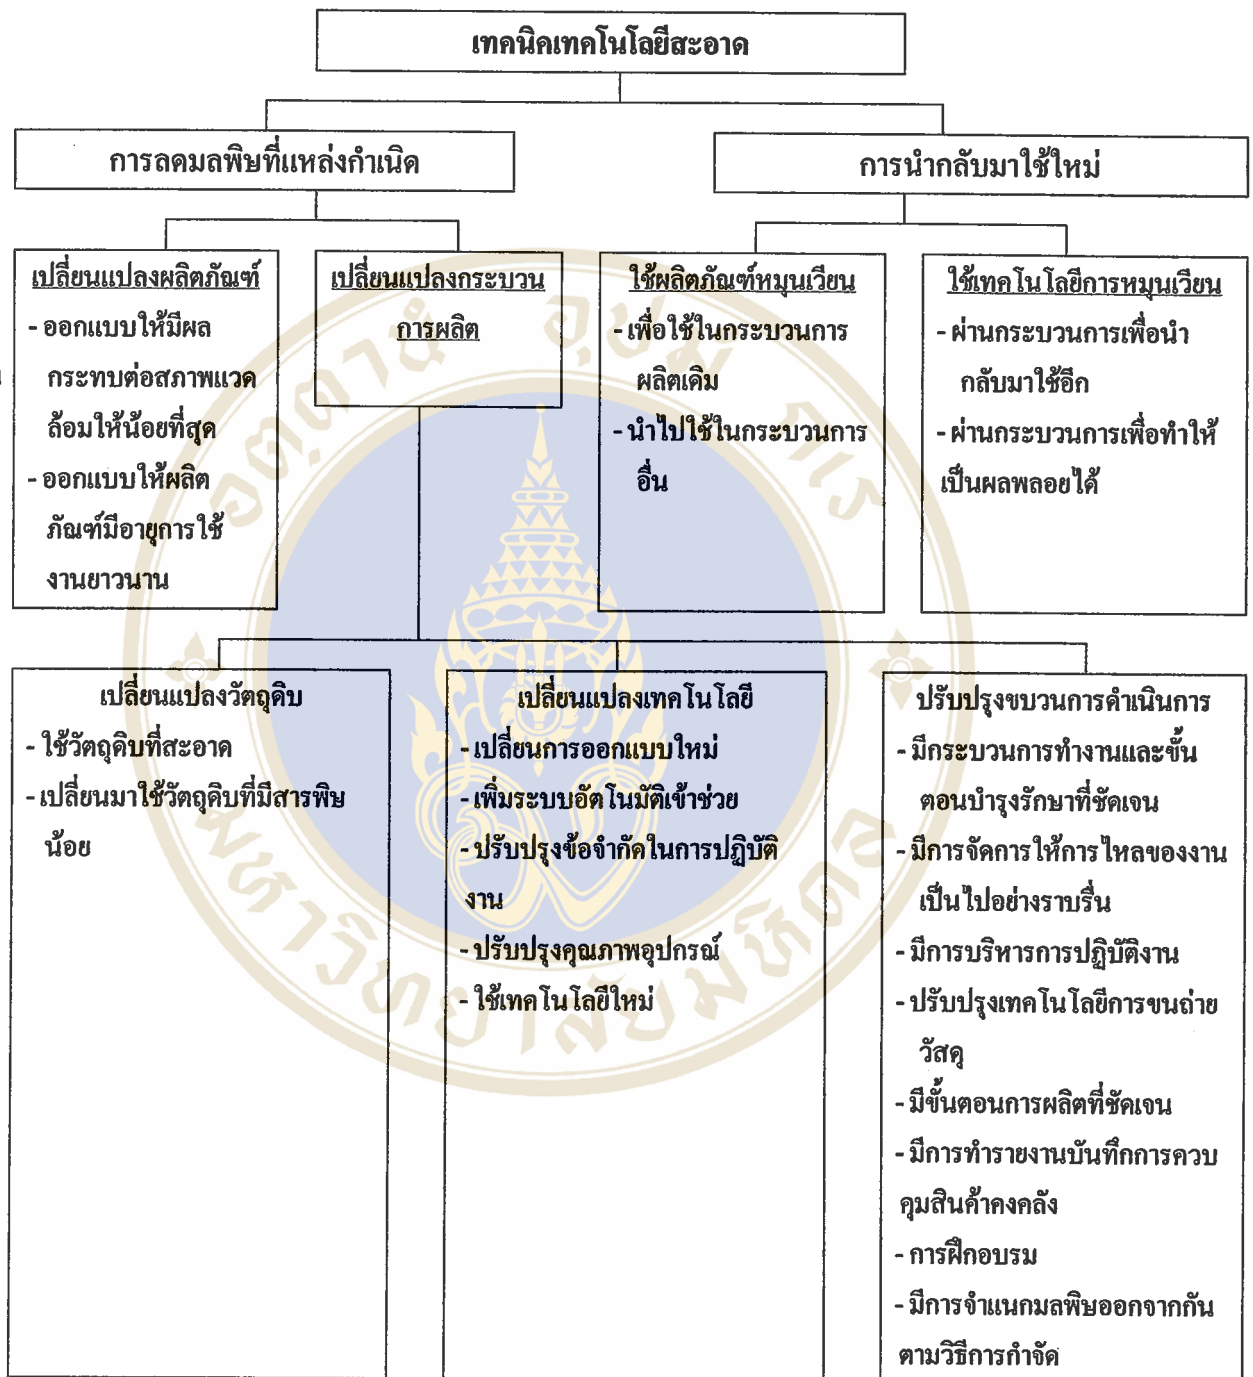 เทคนิคเทคโนโลยีสะอาด
การลดมลพิษที่แหล่งกำเนิด
การนำกลับมาใช้ใหม่
เปลี่ยนแปลงผลิตภัณฑ์
- ออกแบบให้มีผล
กระทบต่อสภาพแวด
ล้อมให้น้อยที่สุด
- ออกแบบให้ผลิต
ภัณฑ์มีอายุการใช้
งานยาวนาน
เปลี่ยนแปลงกระบวน
การผลิต
ใช้ผลิตภัณฑ์หมุนเวียน
- เพื่อใช้ในกระบวนการ
ผลิตเดิม
- นำไปใช้ในกระบวนการ
อื่น
ใช้เทคโนโลยีการหมุนเวียน
- ผ่านกระบวนการเพื่อนำ
กลับมาใช้อีก
- ผ่านกระบวนการเพื่อทำให้
เป็นผลพลอยได้
เปลี่ยนแปลงวัตถุดิบ
- ใช้วัตถุดิบที่สะอาด
- เปลี่ยนมาใช้วัตถุดิบที่มีสารพิษ
น้อย
เปลี่ยนแปลงเทคโนโลยี
- เปลี่ยนการออกแบบใหม่
- เพิ่มระบบอัตโนมัติเข้าช่วย
- ปรับปรุงข้อจำกัดในการปฏิบัติ
งาน
- ปรับปรุงคุณภาพอุปกรณ์
- ใช้เทคโนโลยีใหม่
ปรับปรุงขบวนการดำเนินการ
- มีกระบวนการทำงานและขั้น
ตอนบำรุงรักษาที่ชัดเจน
- มีการจัดการให้การไหลของงาน
เป็นไปอย่างราบรื่น
- มีการบริหารการปฏิบัติงาน
- ปรับปรุงเทคโนโลยีการขนถ่าย
วัสดุ
- มีขั้นตอนการผลิตที่ชัดเจน
- มีการทำรายงานบันทึกการควบ
คุมสินค้าคงคลัง
- การฝึกอบรม
- มีการจำแนกมลพิษออกจากกัน
ตามวิธีการกำจัด
อตฺตานํ อุปมํ กเร
มหาวิทยาลัยมหิดล